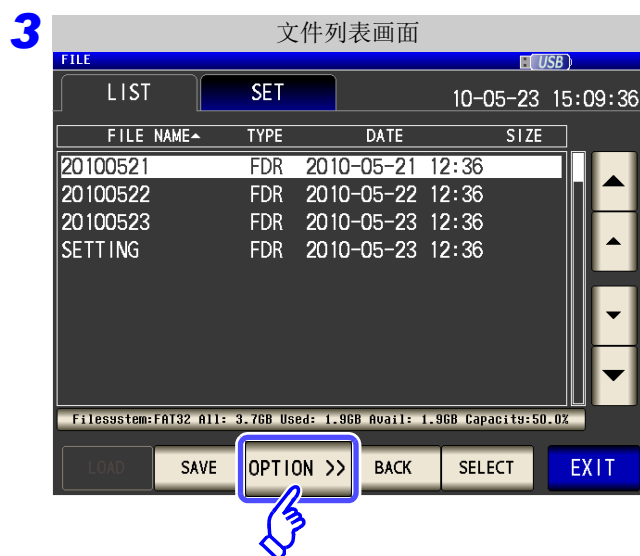 3
文件列表画面
FILE USB
LIST SET 10-05-23 15:09:36
FILE NAME▲ TYPE DATE SIZE
20100521 FDR 2010-05-21 12:36
20100522 FDR 2010-05-22 12:36
20100523 FDR 2010-05-23 12:36
SETTING FDR 2010-05-23 12:36
Filesystem:FAT32 All: 3.7GB Used: 1.9GB Avail: 1.9GB Capacity:50.0%
LOAD SAVE OPTION >> BACK SELECT EXIT